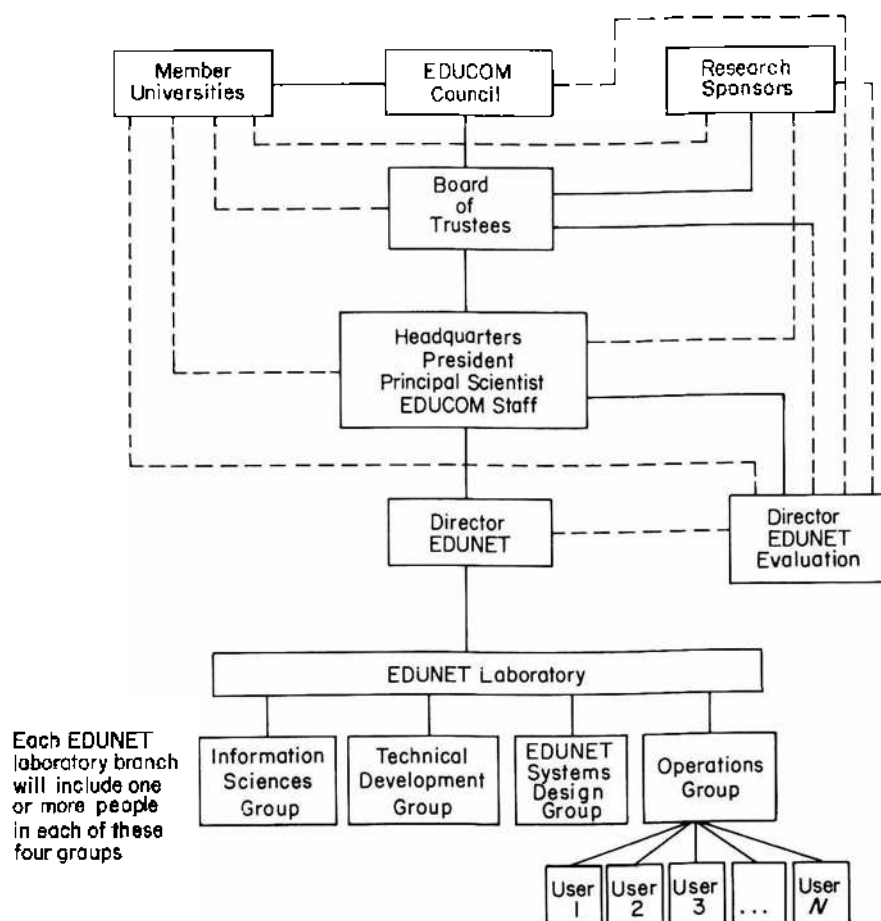 Member
Universities
EDUCOM
Council
Research
Sponsors
Board
of
Trustees
Headquarters
President
Principal Scientist
EDUCOM Staff
Director
EDUNET
Director
EDUNET
Evaluation
EDUNET Laboratory
Each EDUNET
laboratory branch
will include one
or more people
in each of these
four groups
Information
Sciences
Group
Technical
Development
Group
EDUNET
Systems
Design
Group
Operations
Group
User
1
User
2
User
3
...
User
N